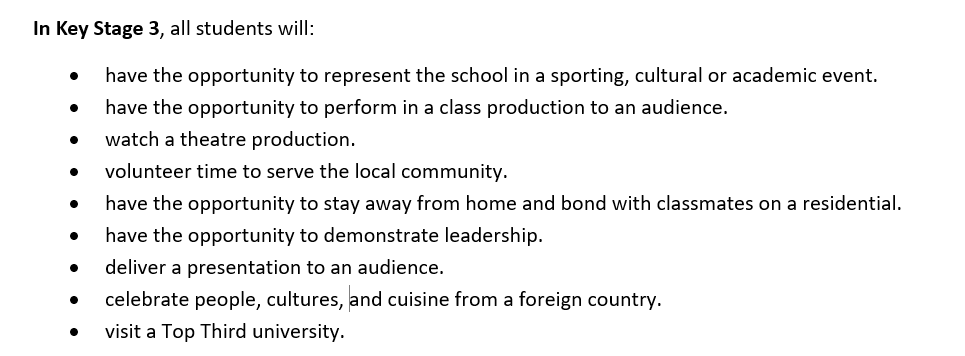 In Key Stage 3, all students will:
• have the opportunity to represent the school in a sporting, cultural or academic event.
• have the opportunity to perform in a class production to an audience.
• watch a theatre production.
• volunteer time to serve the local community.
• have the opportunity to stay away from home and bond with classmates on a residential.
• have the opportunity to demonstrate leadership.
• deliver a presentation to an audience.
• celebrate people, cultures, and cuisine from a foreign country.
• visit a Top Third university.